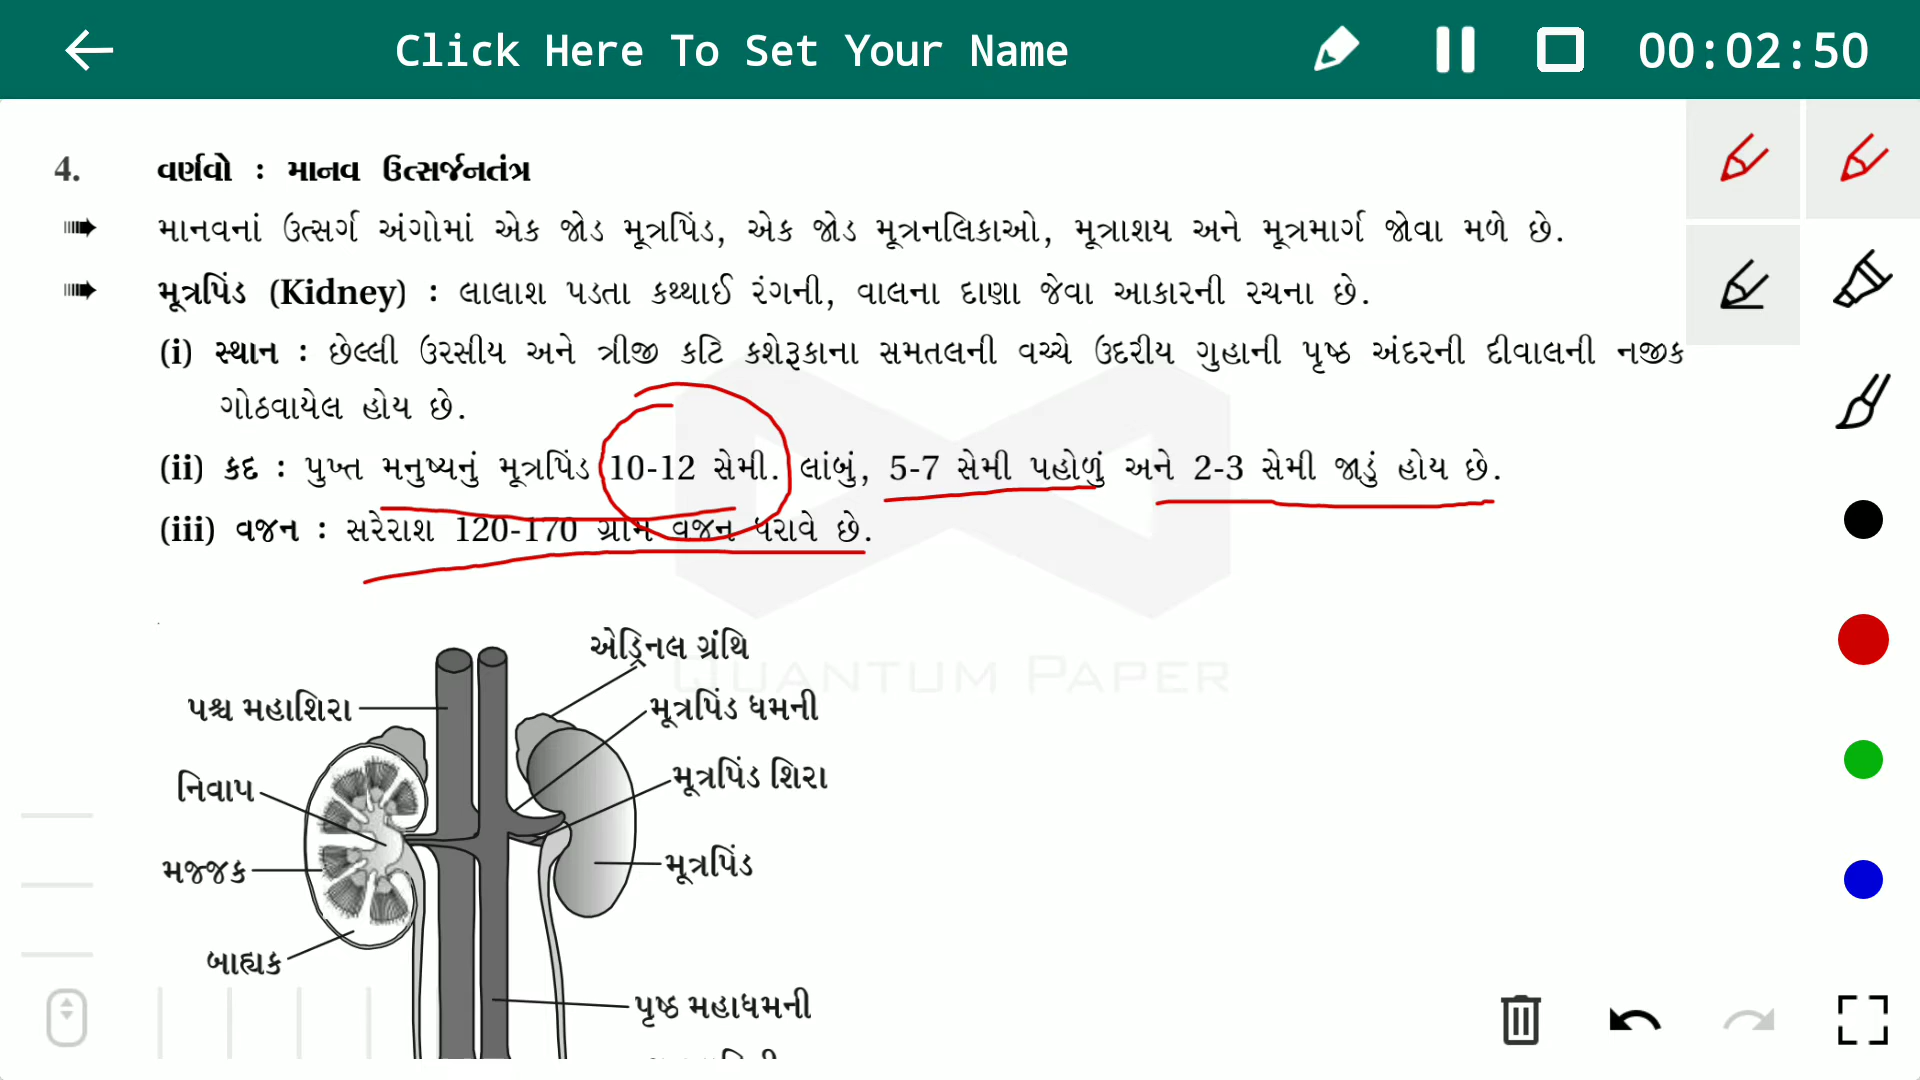 Click Here To Set Your Name
00:02:50
4. વર્ણવો : માનવ ઉત્સર્જનતંત્ર
માનવનાં ઉત્સર્ગ અંગોમાં એક જોડ મૂત્રપિંડ, એક જોડ મૂત્રનલિકાઓ, મૂત્રાશય અને મૂત્રમાર્ગ જોવા મળે છે.
મૂત્રપિંડ (Kidney) : લાલાશ પડતા કથ્થાઈ રંગની, વાલના દાણા જેવા આકારની રચના છે.
(i) સ્થાન : છેલ્લી ઉરસીય અને ત્રીજી કટિ કશેરૂકાના સમતલની વચ્ચે ઉદરીય ગુહાની પૃષ્ઠ અંદરની દીવાલની નજીક
ગોઠવાયેલ હોય છે.
(ii) કદ : પુખ્ત મનુષ્યનું મૂત્રપિંડ 10-12 સેમી. લાંબું, 5-7 સેમી પહોળું અને 2-3 સેમી જાડું હોય છે.
(iii) વજન : સરેરાશ 120-170 ગ્રામ વજન ધરાવે છે.
QUANTUM PAPER
એડ્રિનલ ગ્રંથિ
પશ્ચ મહાશિરા
મૂત્રપિંડ ધમની
મૂત્રપિંડ શિરા
નિવાપ
મૂત્રપિંડ
મજ્જક
બાહ્યક
પૃષ્ઠ મહાધમની